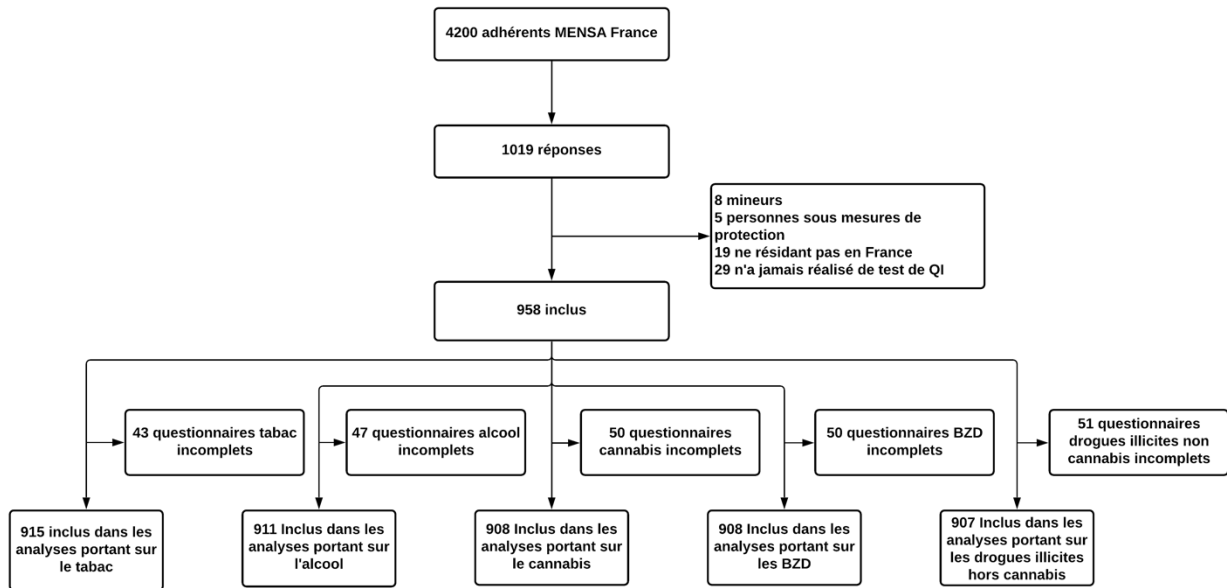 4200 adhérents MENSA France
1019 réponses
8 mineurs
5 personnes sous mesures de
protection
19 ne résidant pas en France
29 n'a jamais réalisé de test de QI
958 inclus
43 questionnaires tabac
incomplets
47 questionnaires alcool
incomplets
50 questionnaires
cannabis incomplets
50 questionnaires BZD
incomplets
51 questionnaires
drogues illicites non
cannabis incomplets
915 inclus dans les
analyses portant sur
le tabac
911 Inclus dans les
analyses portant sur
l'alcool
908 Inclus dans les
analyses portant sur
le cannabis
908 Inclus dans les
analyses portant sur
les BZD
907 Inclus dans les
analyses portant sur
les drogues illicites
hors cannabis